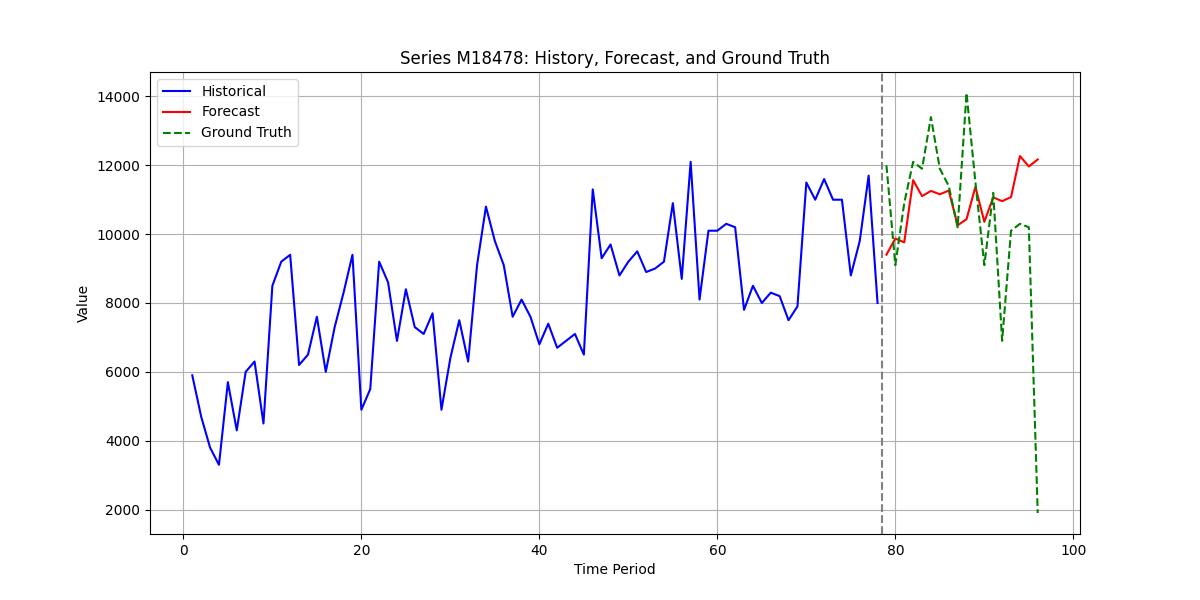 Series M18478: History, Forecast, and Ground Truth
Historical
Forecast
Ground Truth
14000
12000
10000
8000
6000
4000
2000
Value
0 20 40 60 80 100
Time Period